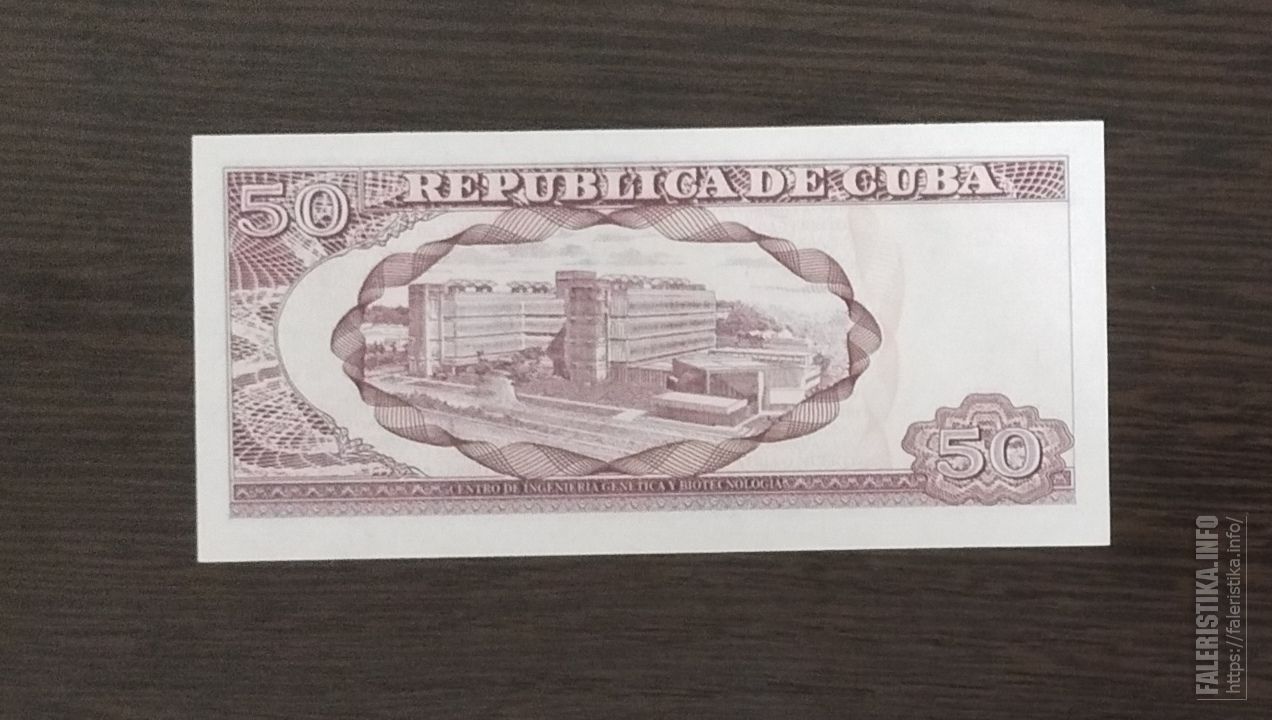 50
REPUBLICA DE CUBA
CENTRO DE INGENIERIA GENETICA Y BIOTECNOLOGIA
50
FALERISTIKA.INFO
https://faleristika.info/